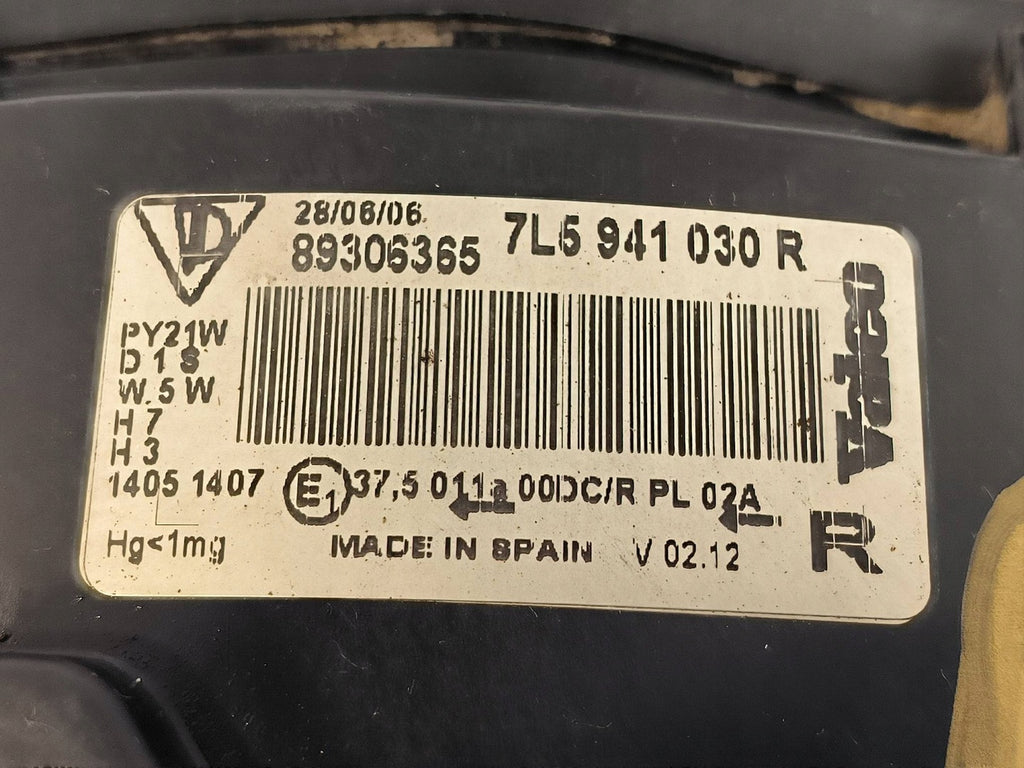 28/06/06
89306365
7L5 941 030 R
PY21W
D1S
W.5W
H7
H3
1405 1407
E1 37,5 011a 00DC/R PL 02A
Hg<1mg
MADE IN SPAIN V 02.12
R